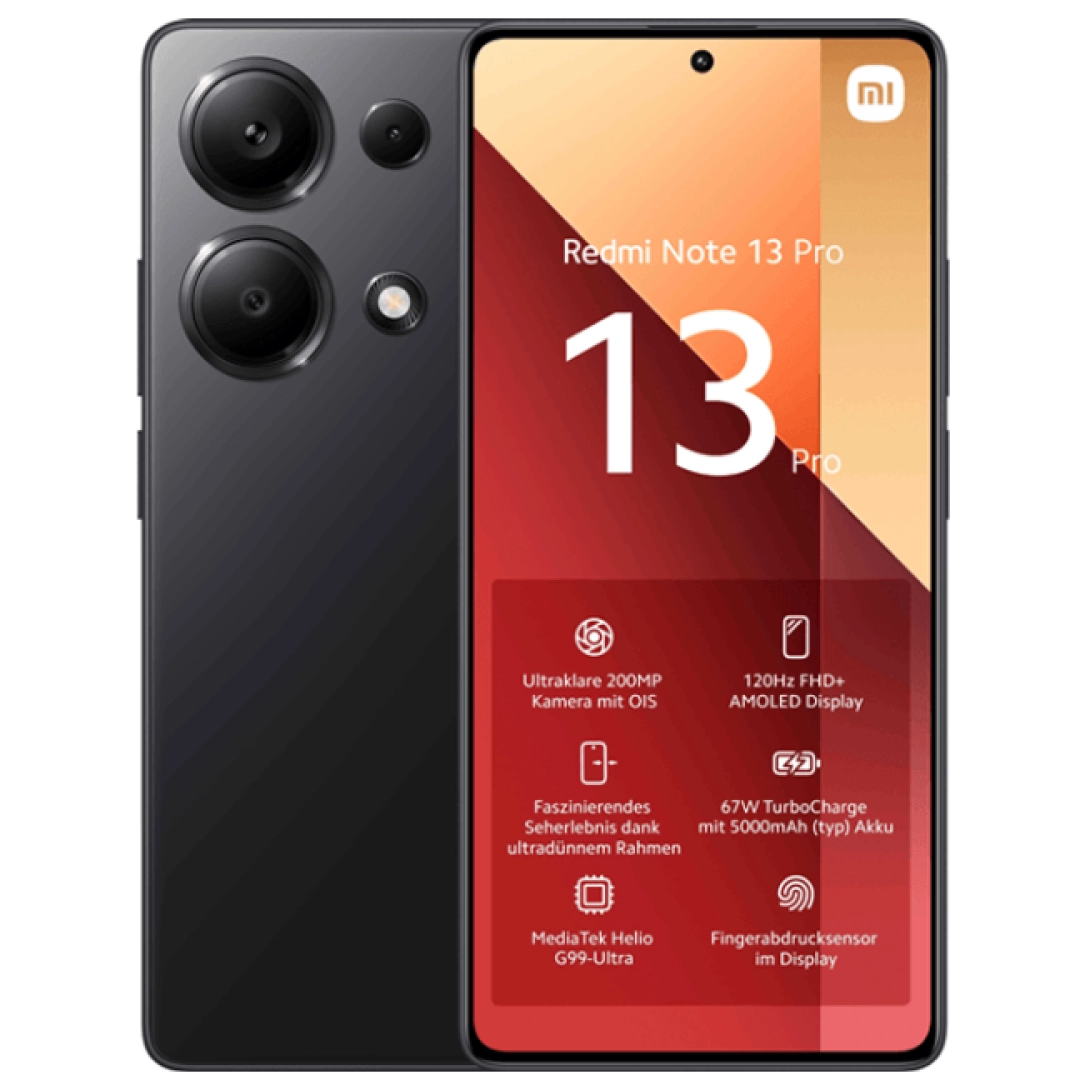 mi
Redmi Note 13 Pro
13
Pro
Ultraklare 200MP
Kamera mit OIS
120Hz FHD+
AMOLED Display
Faszinierendes
Seherlebnis dank
ultradünnem Rahmen
67W TurboCharge
mit 5000mAh (typ) Akku
MediaTek Helio
G99-Ultra
Fingerabdrucksensor
im Display